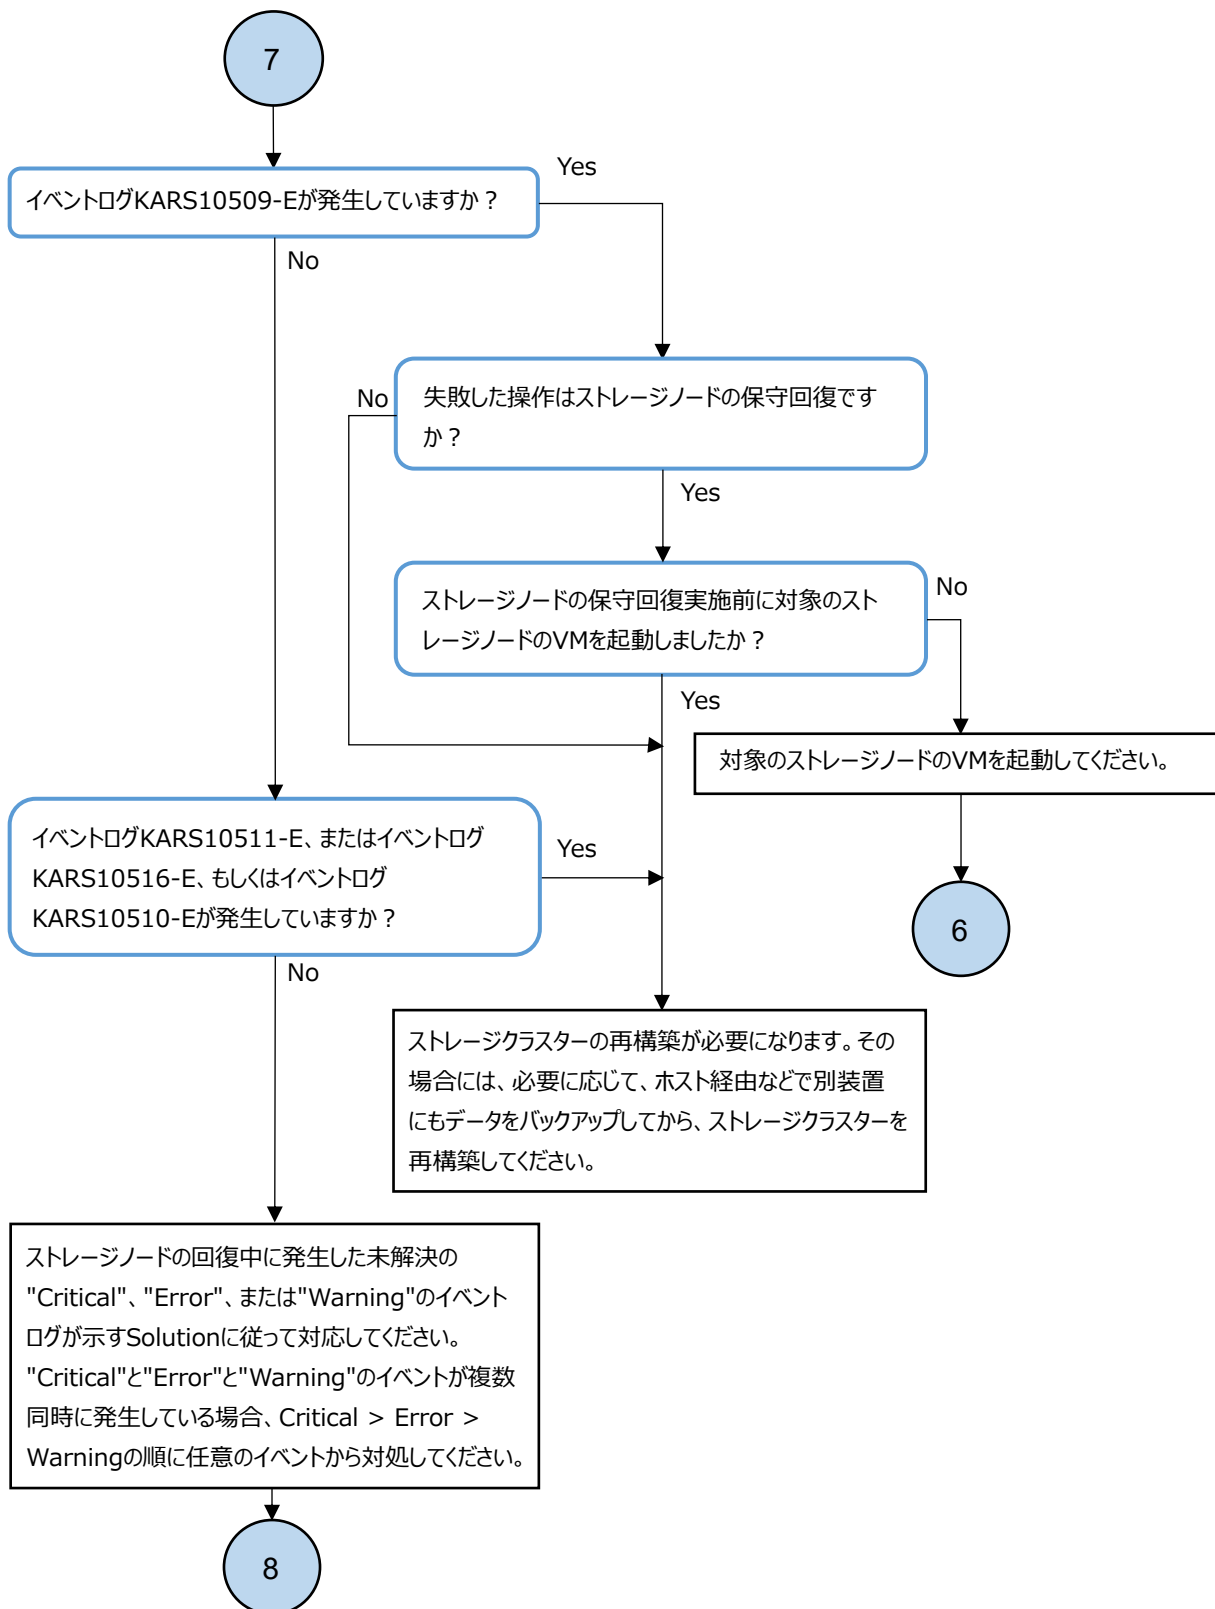 7
Yes
イベントログKARS10509-Eが発生していますか？
No
No
失敗した操作はストレージノードの保守回復です
か？
Yes
ストレージノードの保守回復実施前に対象のスト
レージノードのVMを起動しましたか？
No
Yes
対象のストレージノードのVMを起動してください。
イベントログKARS10511-E、またはイベントログ
KARS10516-E、もしくはイベントログ
KARS10510-Eが発生していますか？
Yes
6
No
ストレージクラスターの再構築が必要になります。その
場合には、必要に応じて、ホスト経由などで別装置
にもデータをバックアップしてから、ストレージクラスターを
再構築してください。
ストレージノードの回復中に発生した未解決の
"Critical"、"Error"、または"Warning"のイベント
ログが示すSolutionに従って対応してください。
"Critical"と"Error"と"Warning"のイベントが複数
同時に発生している場合、Critical > Error >
Warningの順に任意のイベントから対処してください。
8